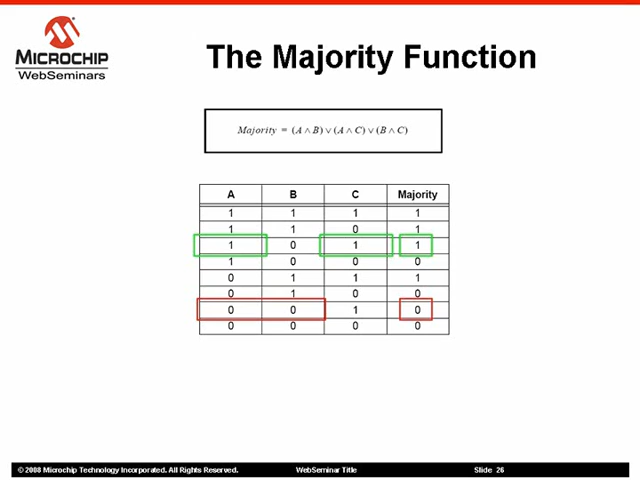 MICROCHIP
WebSeminars
The Majority Function
Majority = (A ∧ B) ∨ (A ∧ C) ∨ (B ∧ C)
A B C Majority
1 1 1 1
1 1 0 1
1 0 1 1
1 0 0 0
0 1 1 1
0 1 0 0
0 0 1 0
0 0 0 0
© 2008 Microchip Technology Incorporated. All Rights Reserved. WebSeminar Title Slide 26